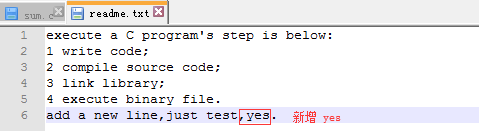 sum.c readme.txt
1 execute a C program's step is below:
2 1 write code;
3 2 compile source code;
4 3 link library;
5 4 execute binary file.
6 add a new line,just test,yes. 新增 yes